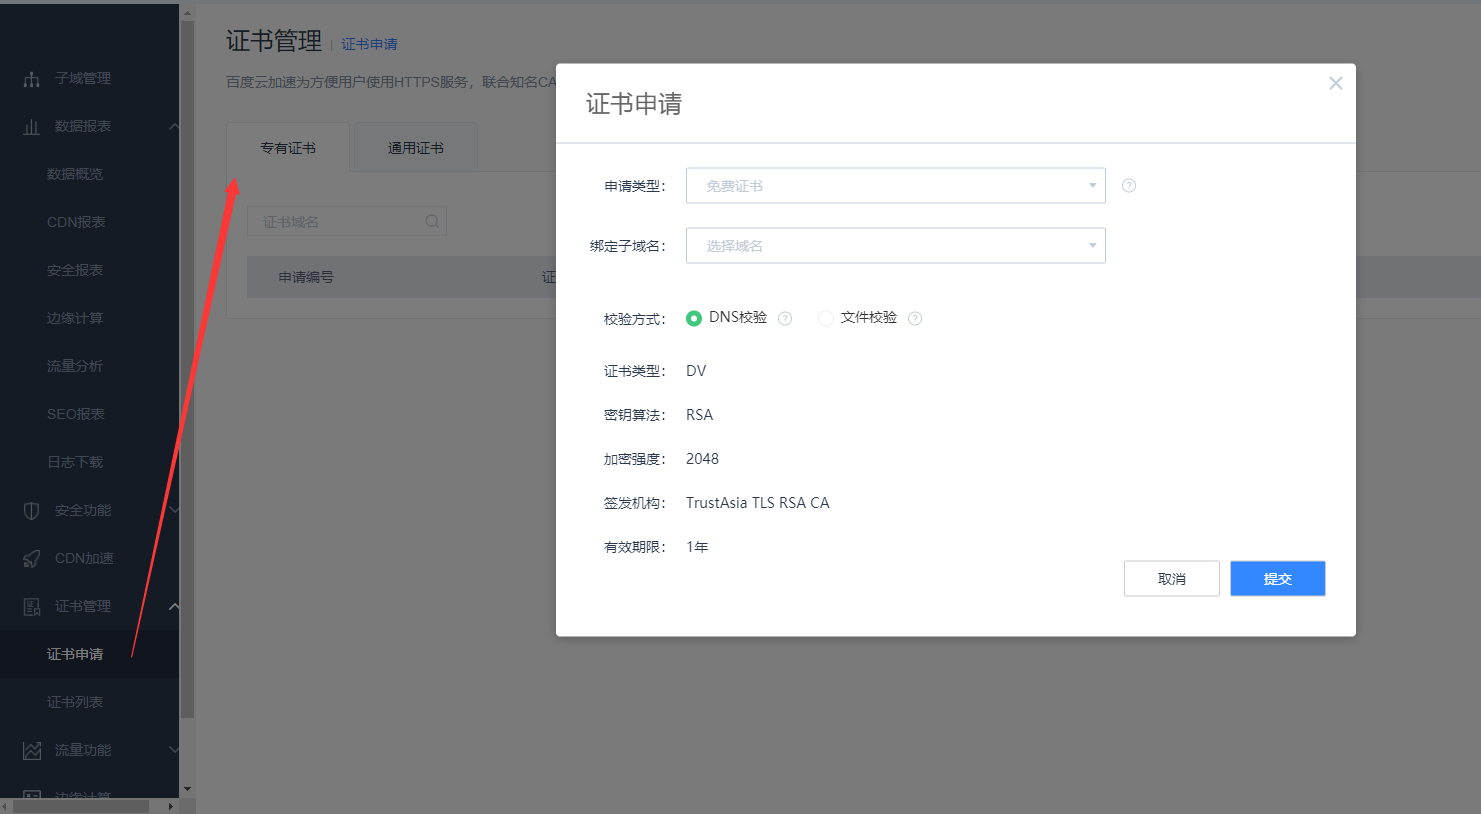 子域管理
数据报表
数据概览
CDN报表
安全报表
边缘计算
流量分析
SEO报表
日志下载
安全功能
CDN加速
证书管理
证书申请
证书列表
流量功能
边缘计算
证书管理 | 证书申请
百度云加速为方便用户使用HTTPS服务，联合知名CA
专有证书
通用证书
证书域名
申请编号
证
证书申请
申请类型： 免费证书
绑定子域名： 选择域名
校验方式： DNS校验 文件校验
证书类型： DV
密钥算法： RSA
加密强度： 2048
签发机构： TrustAsia TLS RSA CA
有效期限： 1年
取消
提交